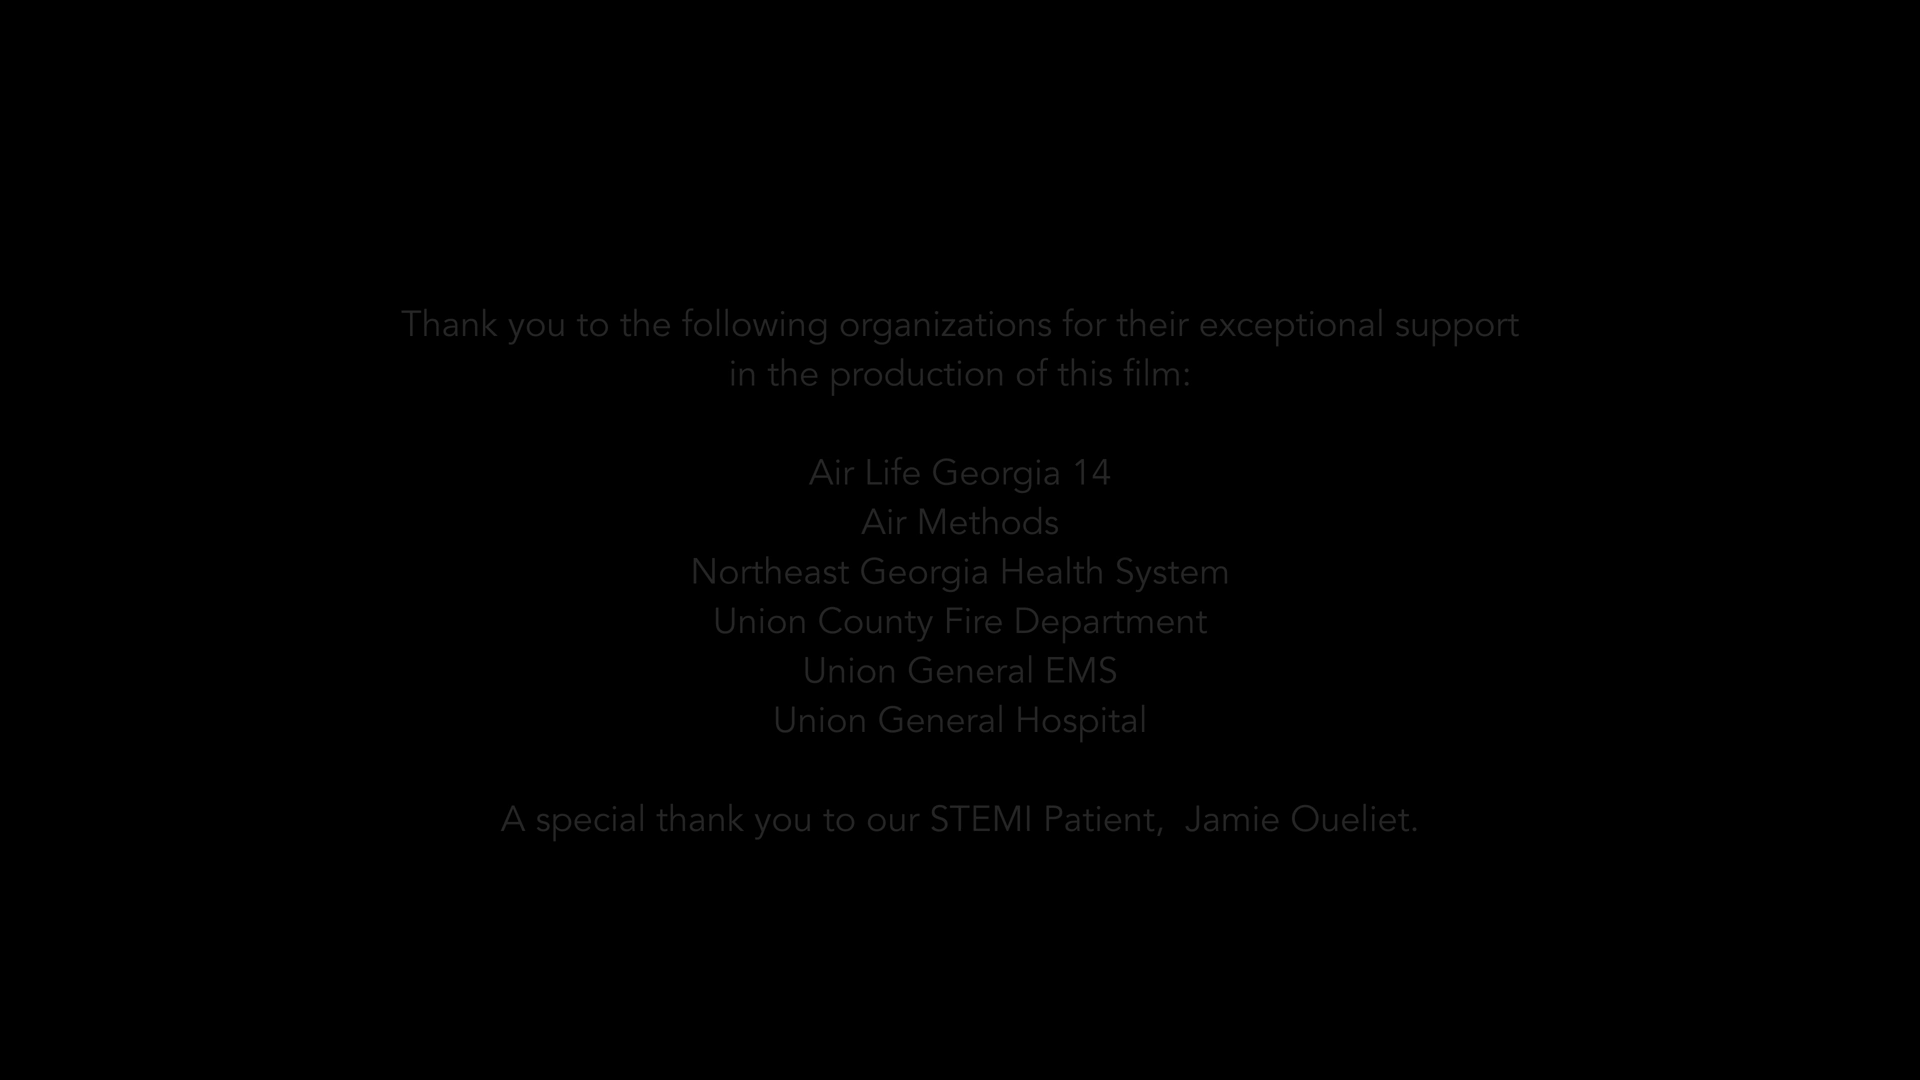 Thank you to the following organizations for their exceptional support
in the production of this film:
Air Life Georgia 14
Air Methods
Northeast Georgia Health System
Union County Fire Department
Union General EMS
Union General Hospital
A special thank you to our STEMI Patient,  Jamie Oueliet.